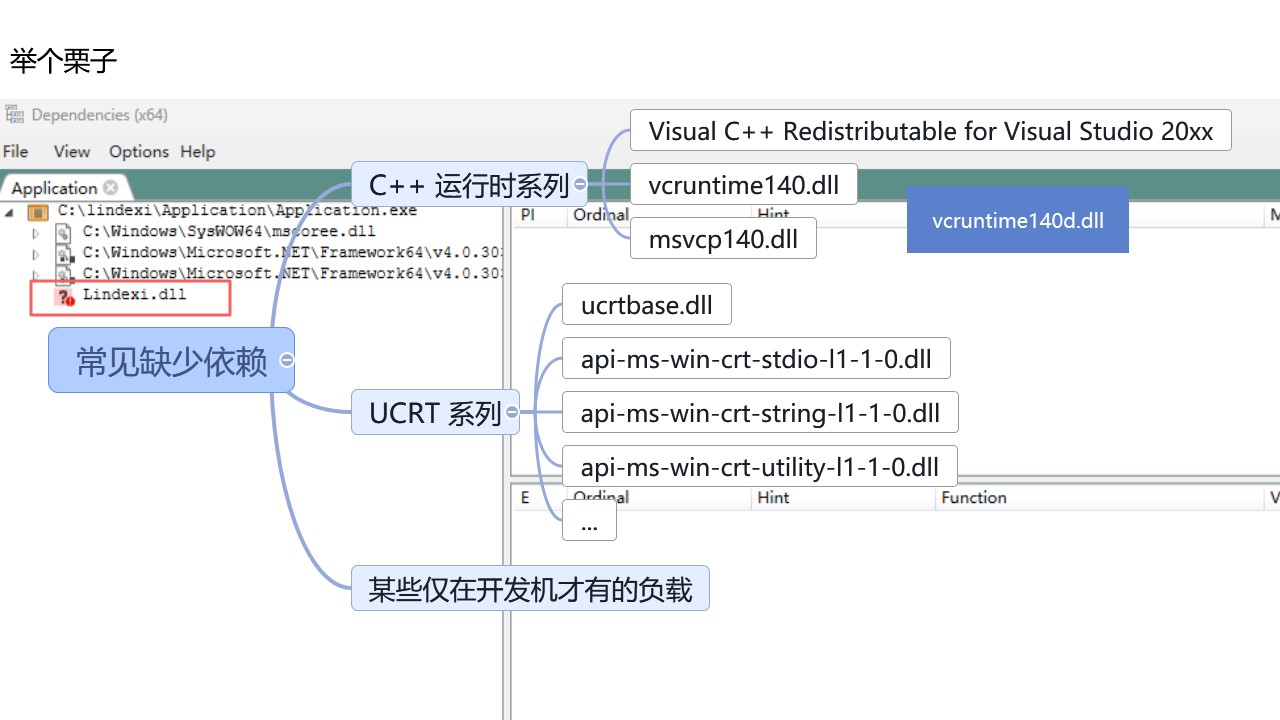 举个栗子
Dependencies (x64)
File View Options Help
Application
C:\lindexi\Application\Application.exe
C:\Windows\SysWOW64\mscoree.dll
C:\Windows\Microsoft.NET\Framework64\v4.0.303
C:\Windows\Microsoft.NET\Framework64\v4.0.303
Lindexi.dll
常见缺少依赖
C++ 运行时系列
Visual C++ Redistributable for Visual Studio 20xx
vcruntime140.dll
msvcp140.dll
vcruntime140d.dll
PI Ordinal Hint M
UCRT 系列
ucrtbase.dll
api-ms-win-crt-stdio-l1-1-0.dll
api-ms-win-crt-string-l1-1-0.dll
api-ms-win-crt-utility-l1-1-0.dll
...
E Ordinal Hint Function V
某些仅在开发机才有的负载